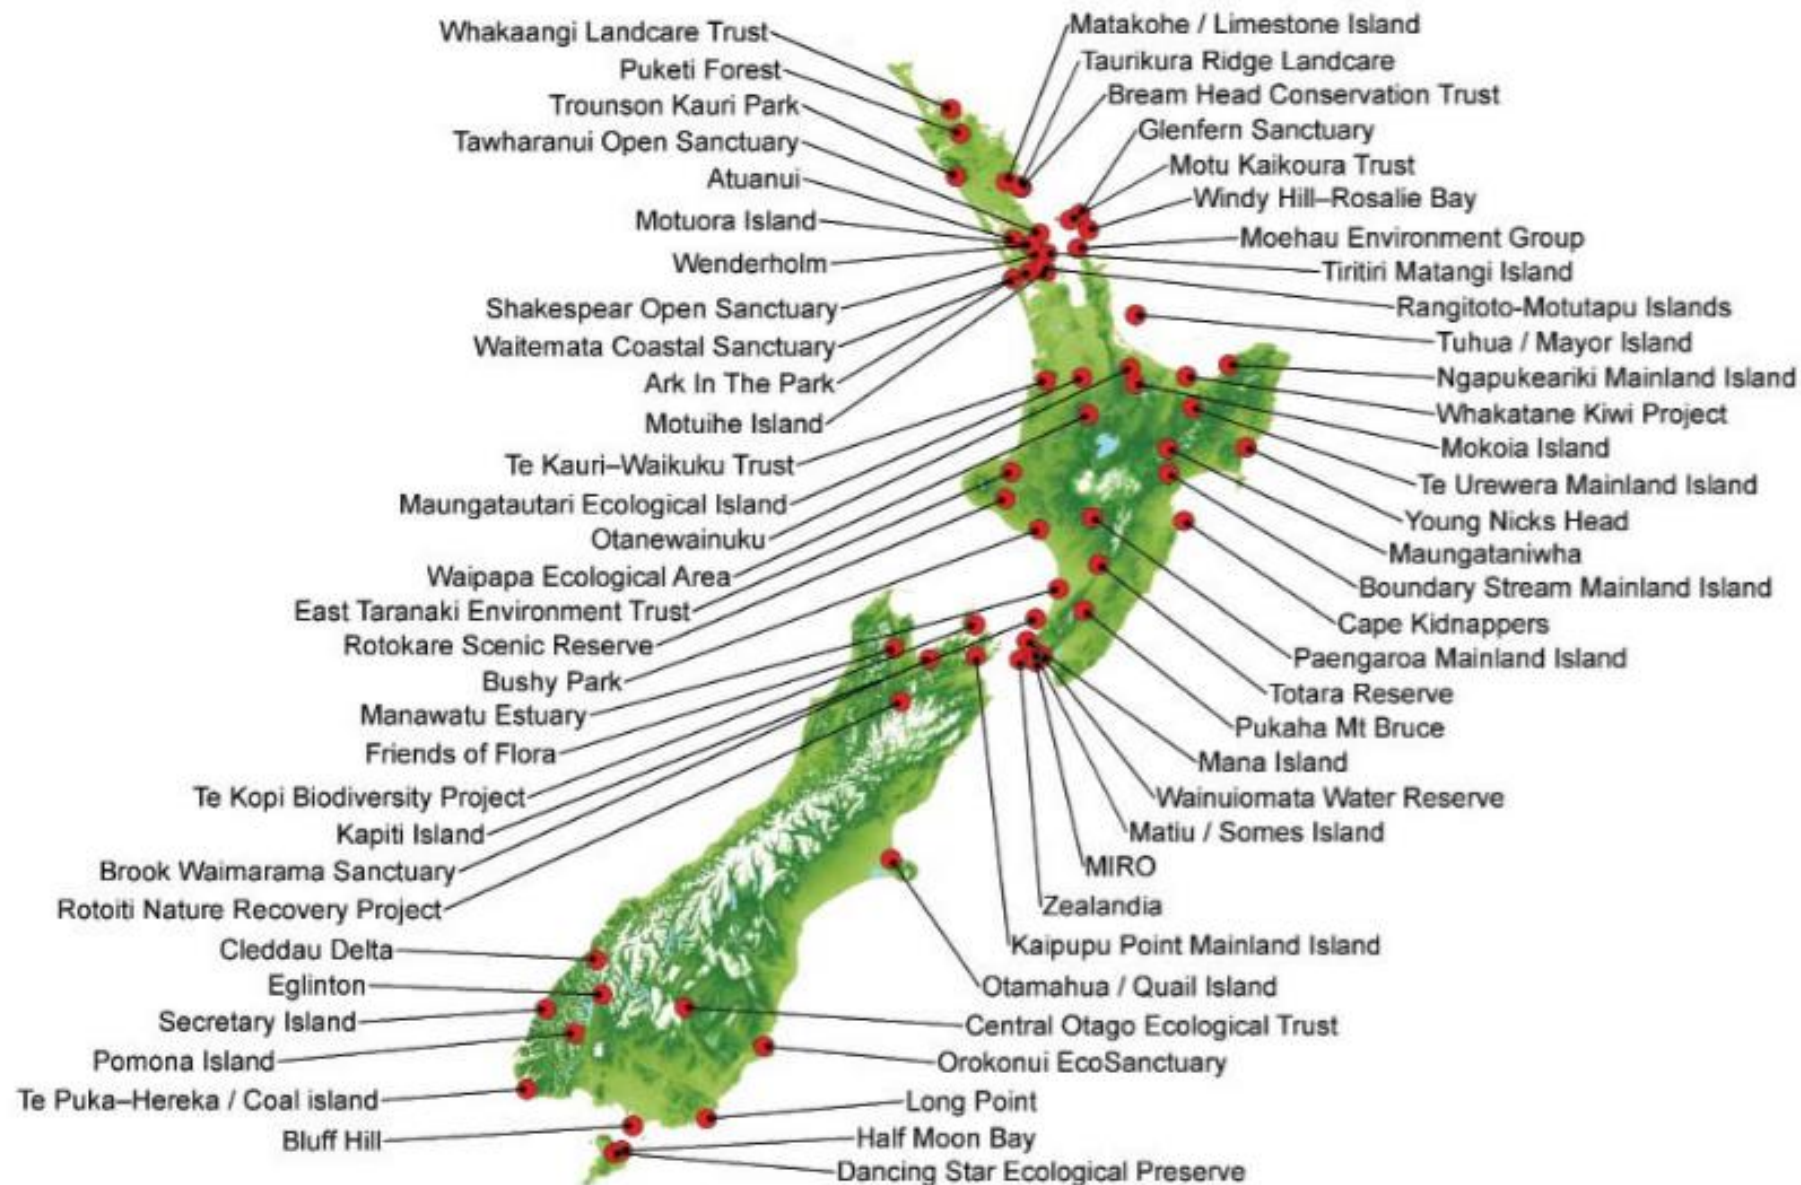 Whakaangi Landcare Trust
Puketi Forest
Trounson Kauri Park
Tawharanui Open Sanctuary
Atuanui
Motuora Island
Wenderholm
Shakespear Open Sanctuary
Waitemata Coastal Sanctuary
Ark In The Park
Motuihe Island
Te Kauri–Waikuku Trust
Maungatautari Ecological Island
Otanewainuku
Waipapa Ecological Area
East Taranaki Environment Trust
Rotokare Scenic Reserve
Bushy Park
Manawatu Estuary
Friends of Flora
Te Kopi Biodiversity Project
Kapiti Island
Brook Waimarama Sanctuary
Rotoiti Nature Recovery Project
Cleddau Delta
Eglinton
Secretary Island
Pomona Island
Te Puka–Hereka / Coal island
Bluff Hill
Matakohe / Limestone Island
Taurikura Ridge Landcare
Bream Head Conservation Trust
Glenfern Sanctuary
Motu Kaikoura Trust
Windy Hill–Rosalie Bay
Moehau Environment Group
Tiritiri Matangi Island
Rangitoto-Motutapu Islands
Tuhua / Mayor Island
Ngapukeariki Mainland Island
Whakatane Kiwi Project
Mokoia Island
Te Urewera Mainland Island
Young Nicks Head
Maungataniwha
Boundary Stream Mainland Island
Cape Kidnappers
Paengaroa Mainland Island
Totara Reserve
Pukaha Mt Bruce
Mana Island
Wainuiomata Water Reserve
Matiu / Somes Island
MIRO
Zealandia
Kaipupu Point Mainland Island
Otamahua / Quail Island
Central Otago Ecological Trust
Orokonui EcoSanctuary
Long Point
Half Moon Bay
Dancing Star Ecological Preserve